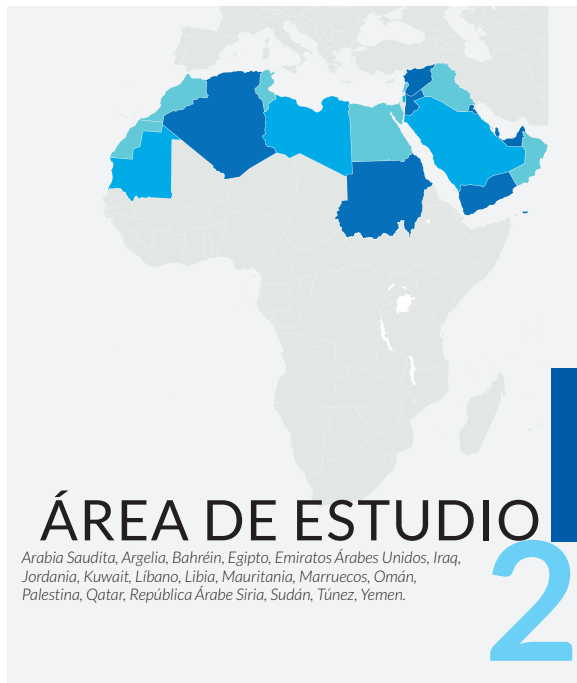 ÁREA DE ESTUDIO
Arabia Saudita, Argelia, Bahréin, Egipto, Emiratos Árabes Unidos, Iraq,
Jordania, Kuwait, Líbano, Libia, Mauritania, Marruecos, Omán,
Palestina, Qatar, República Árabe Siria, Sudán, Túnez, Yemen.
2